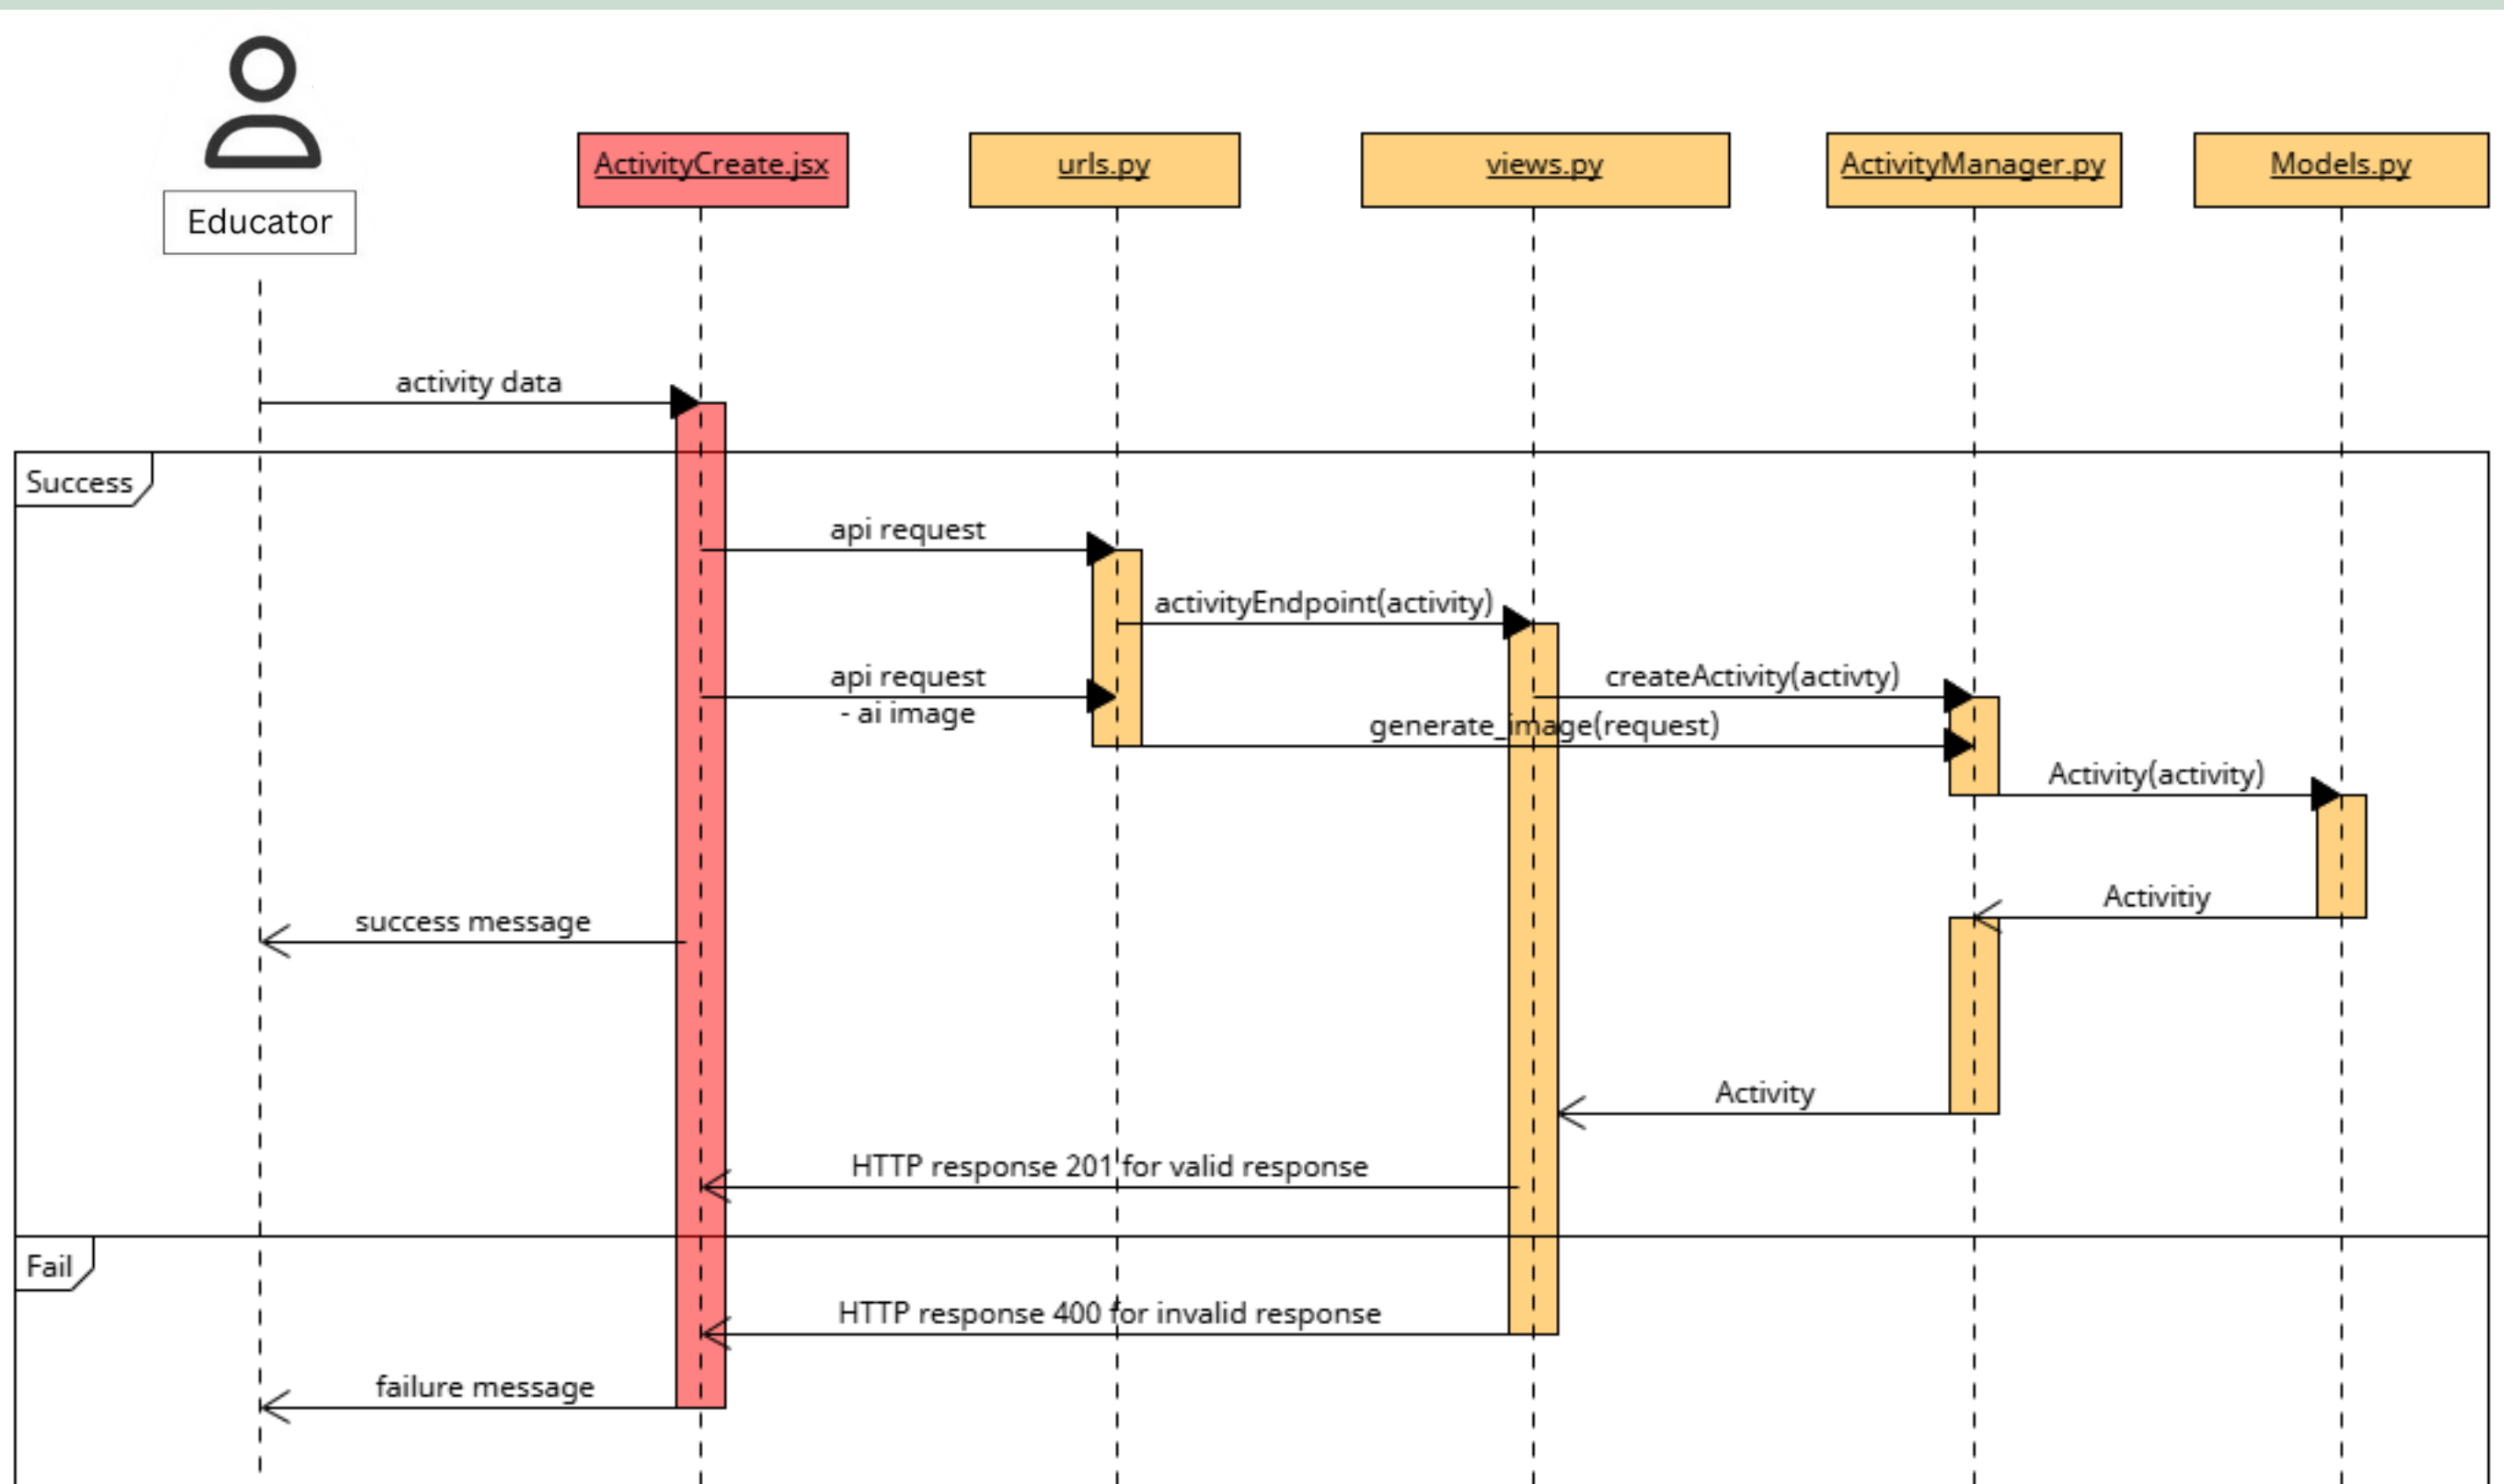 Educator
ActivityCreate.jsx
urls.py
views.py
ActivityManager.py
Models.py
activity data
Success
api request
activityEndpoint(activity)
api request
- ai image
createActivity(activty)
generate_image(request)
Activity(activity)
Activitiy
success message
Activity
HTTP response 201 for valid response
Fail
HTTP response 400 for invalid response
failure message